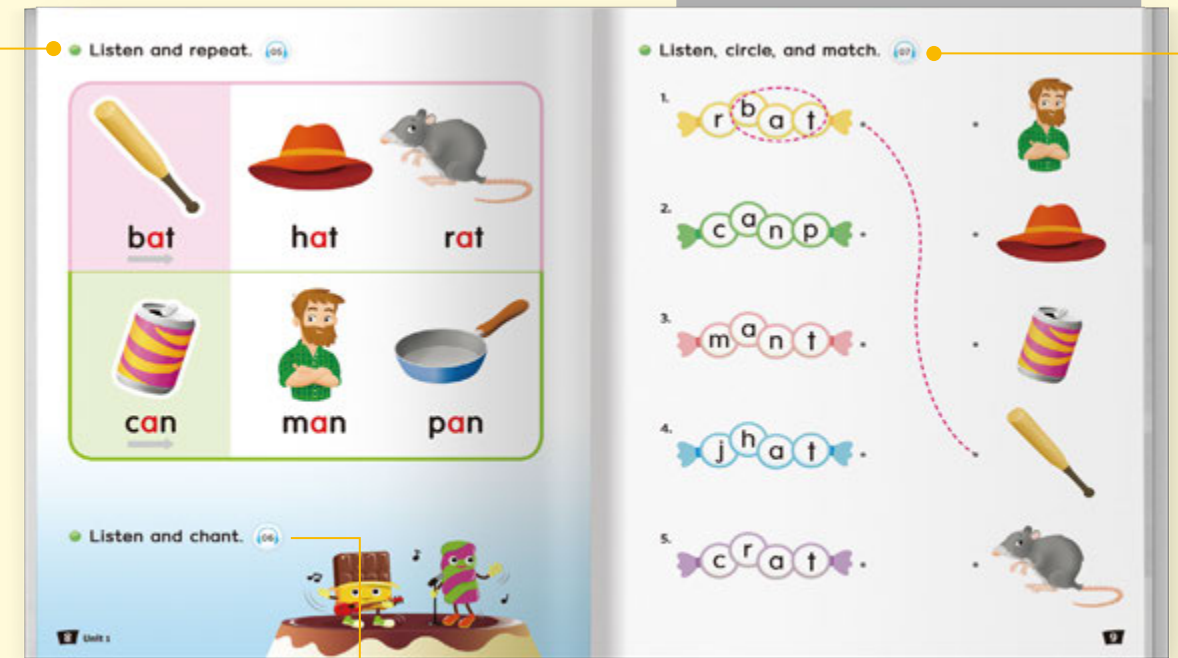 Listen and repeat. 05
bat hat rat
can man pan
Listen and chant. 06
8 Unit 1
Listen, circle, and match. 07
1. r b a t
2. c a n p
3. m a n t
4. j h a t
5. c r a t
9